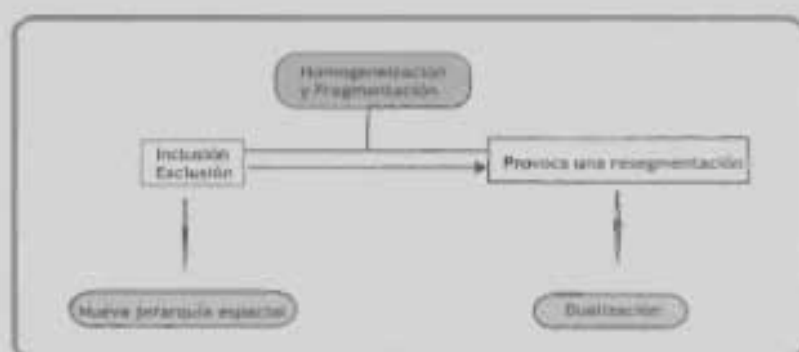 Homogeneización
y Fragmentación
Inclusión
Exclusión
Provoca una resegmentación
Nueva jerarquía espacial
Dualización